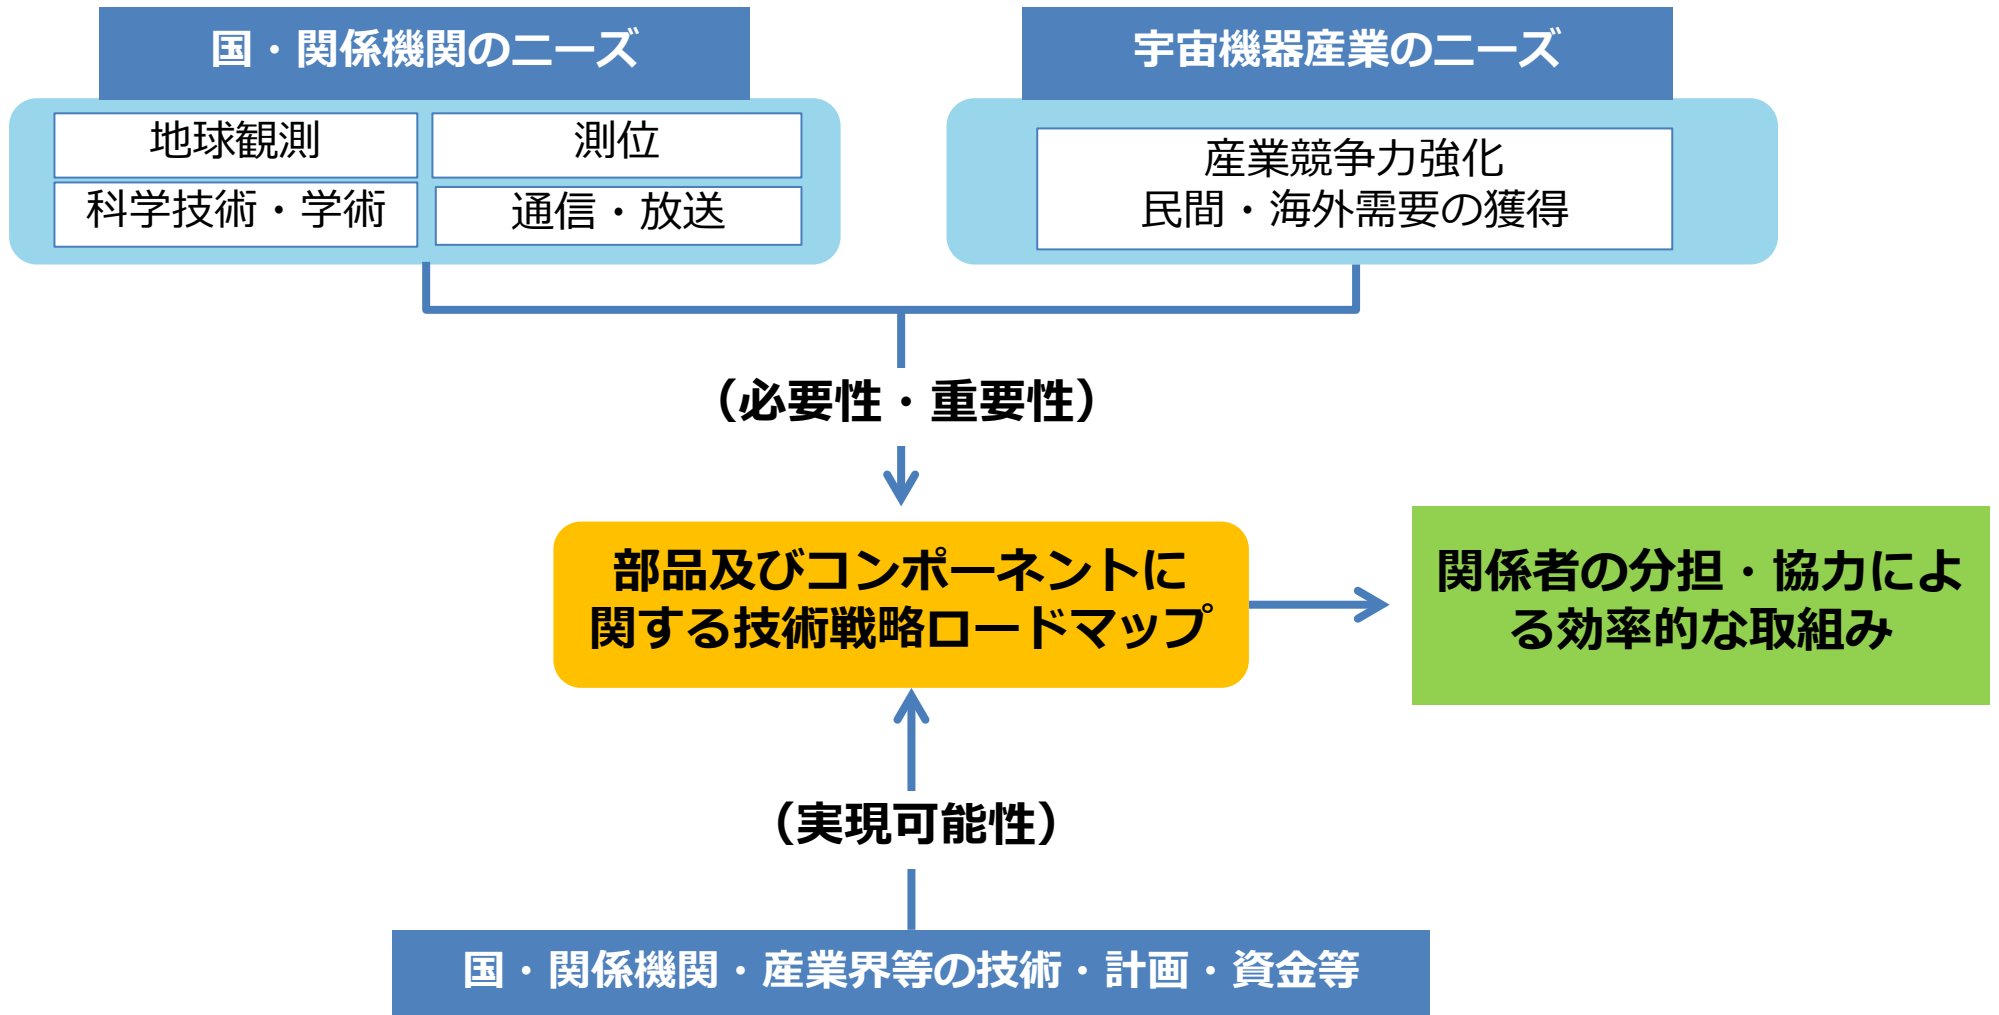 国・関係機関のニーズ
宇宙機器産業のニーズ
地球観測
測位
科学技術・学術
通信・放送
産業競争力強化
民間・海外需要の獲得
（必要性・重要性）
部品及びコンポーネントに
関する技術戦略ロードマップ
関係者の分担・協力によ
る効率的な取組み
（実現可能性）
国・関係機関・産業界等の技術・計画・資金等